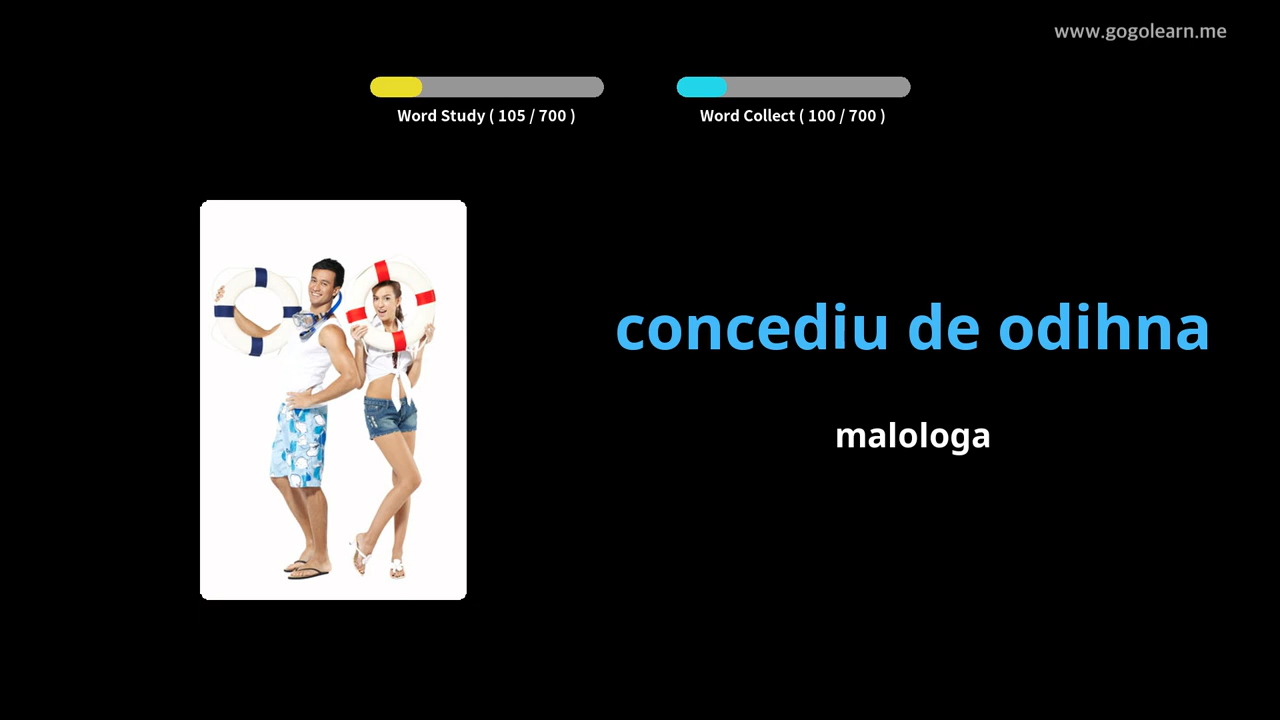 www.gogolearn.me
Word Study ( 105 / 700 )
Word Collect ( 100 / 700 )
concediu de odihna
malologa